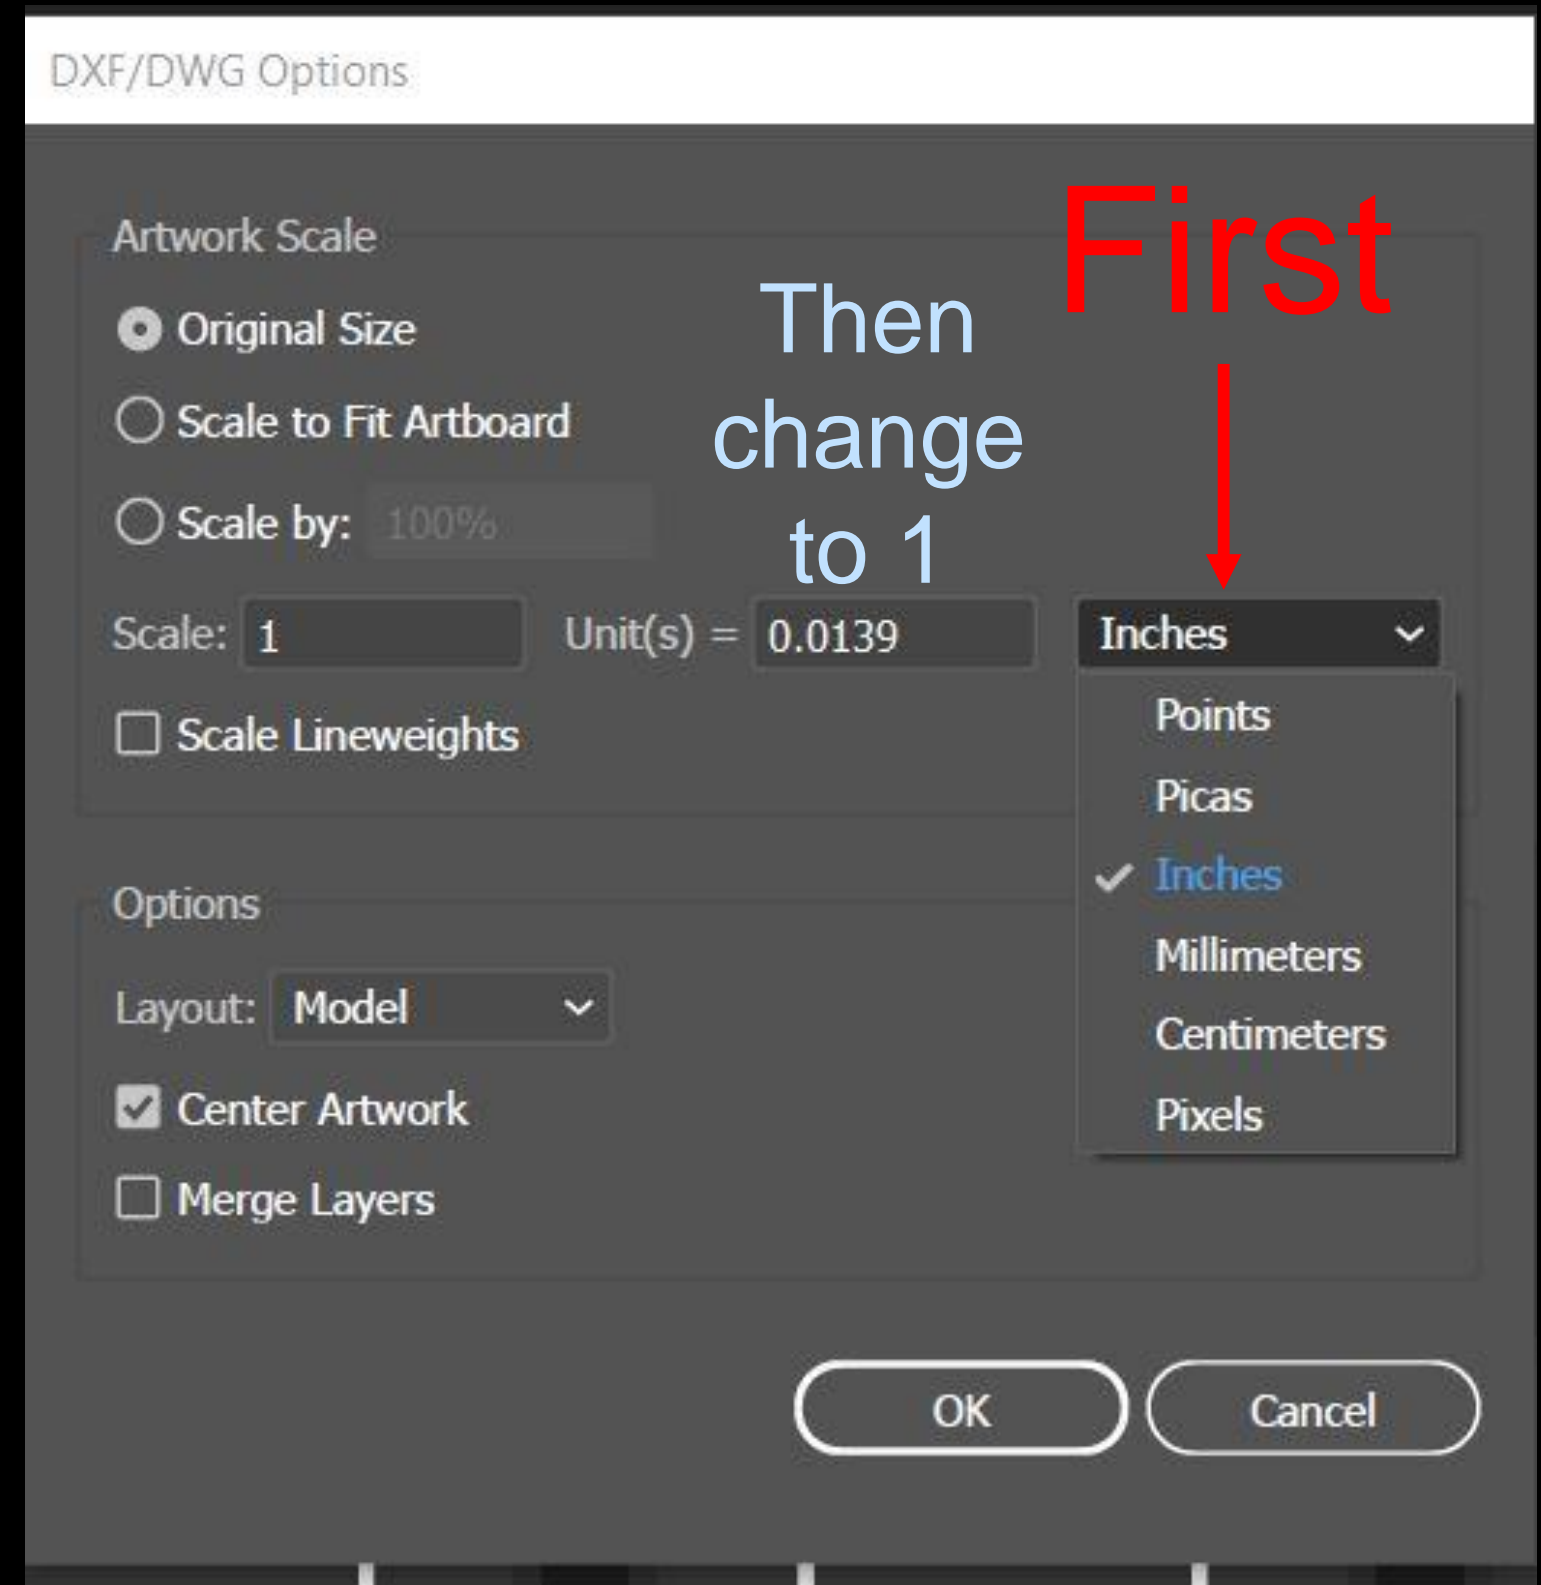 DXF/DWG Options
Artwork Scale
First
Then
change
to 1
Original Size
Scale to Fit Artboard
Scale by: 100%
Scale: 1 Unit(s) = 0.0139 Inches
Scale Lineweights
Points
Picas
Inches
Millimeters
Centimeters
Pixels
Options
Layout: Model
Center Artwork
Merge Layers
OK Cancel